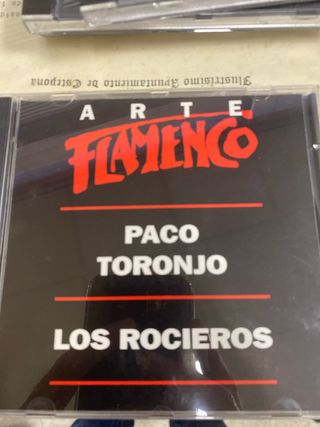 Ilustrísimo Ayuntamiento de Estepona
ARTE
FLAMENCO
PACO
TORONJO
LOS ROCIEROS